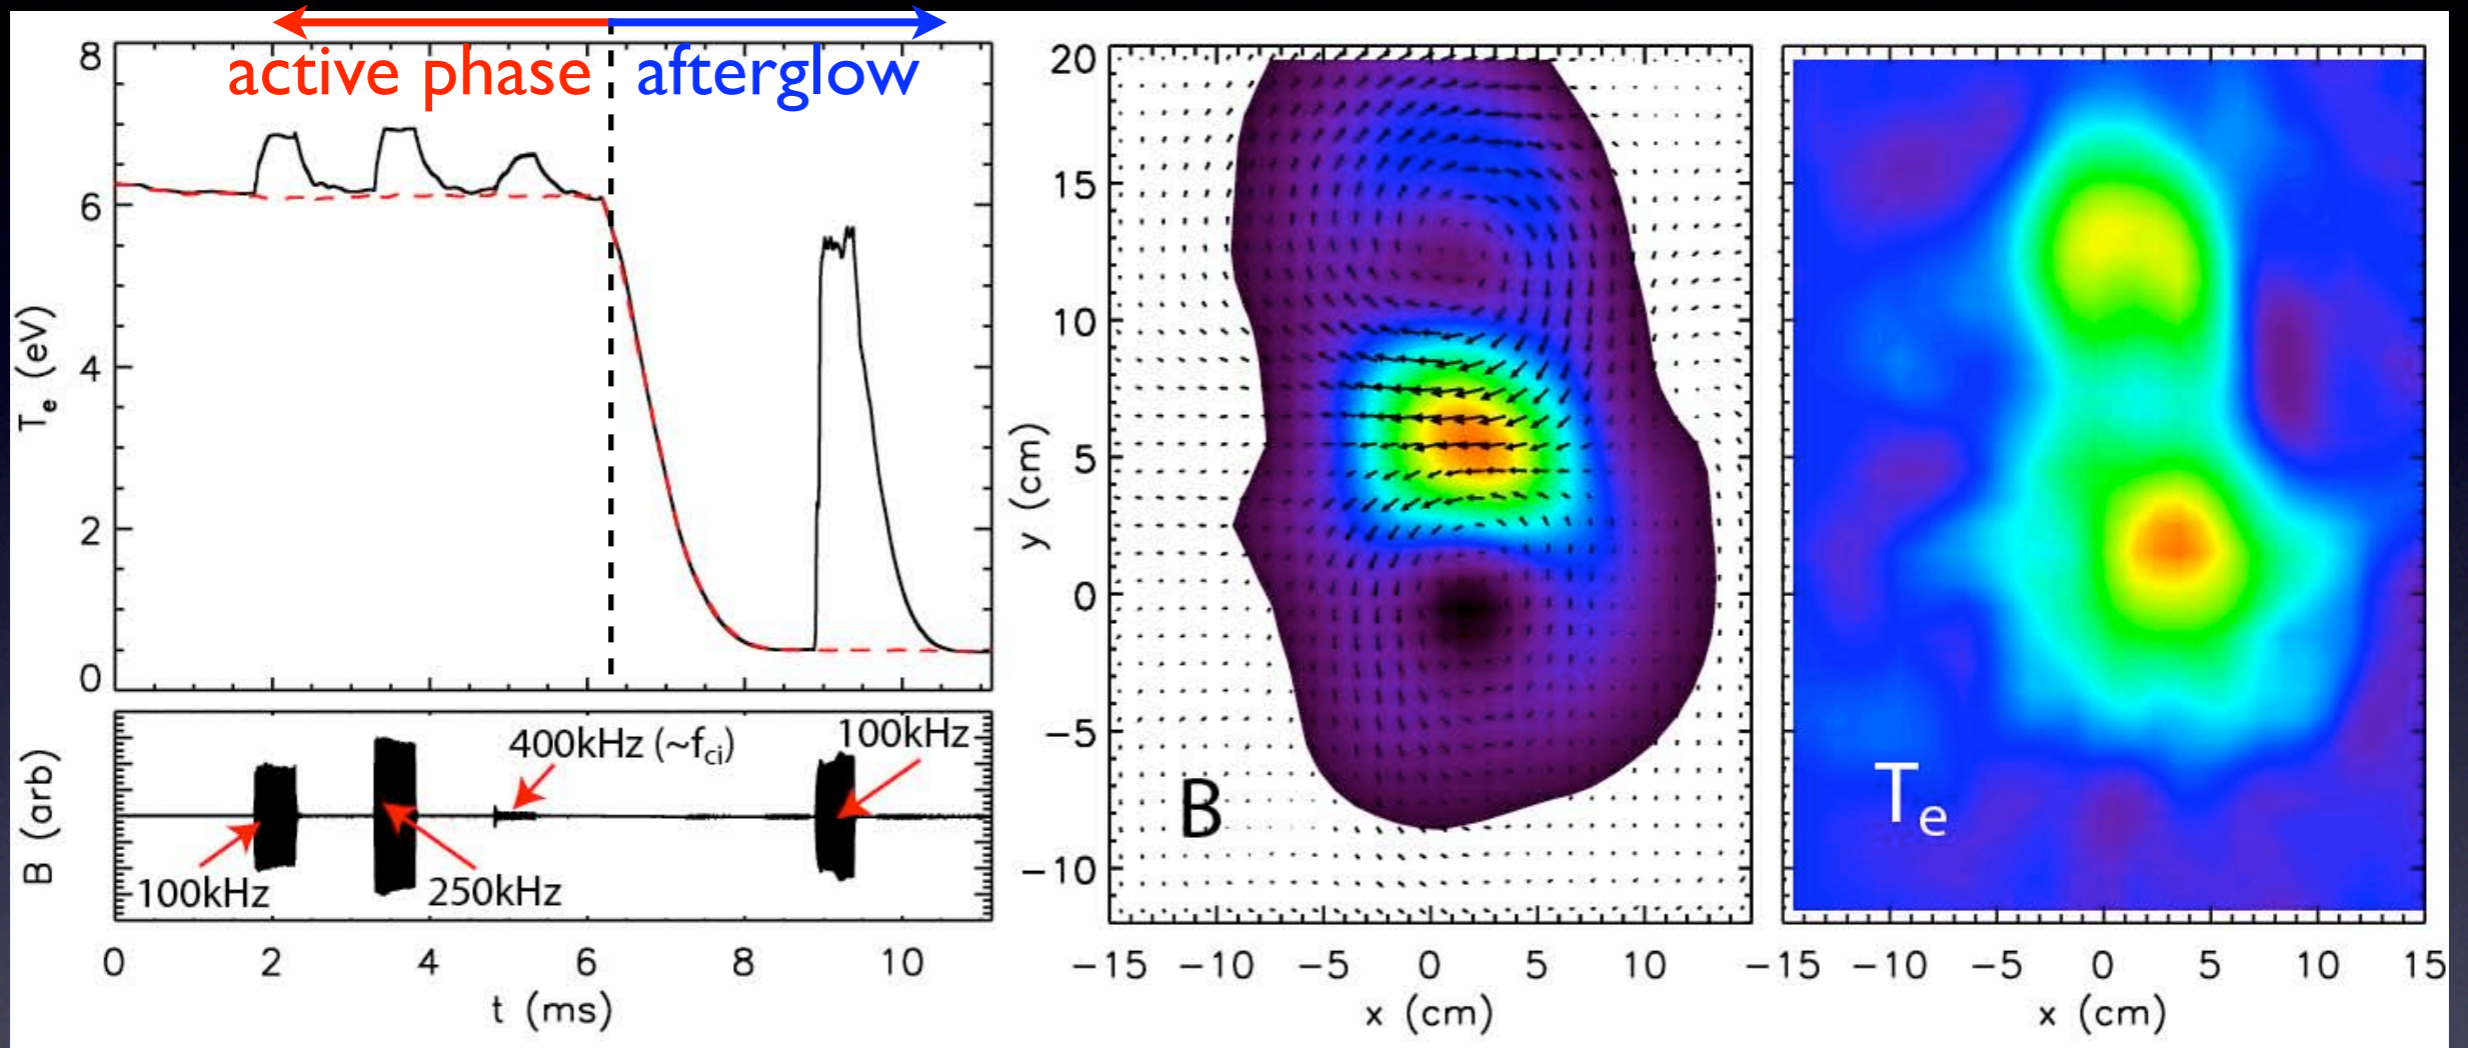 active phase
afterglow
8
6
4
2
0
Te (eV)
400kHz (~fci)
100kHz
100kHz
250kHz
B (arb)
0 2 4 6 8 10
t (ms)
20
15
10
5
0
−5
−10
y (cm)
B
−15 −10 −5 0 5 10
x (cm)
Te
−15 −10 −5 0 5 10 15
x (cm)